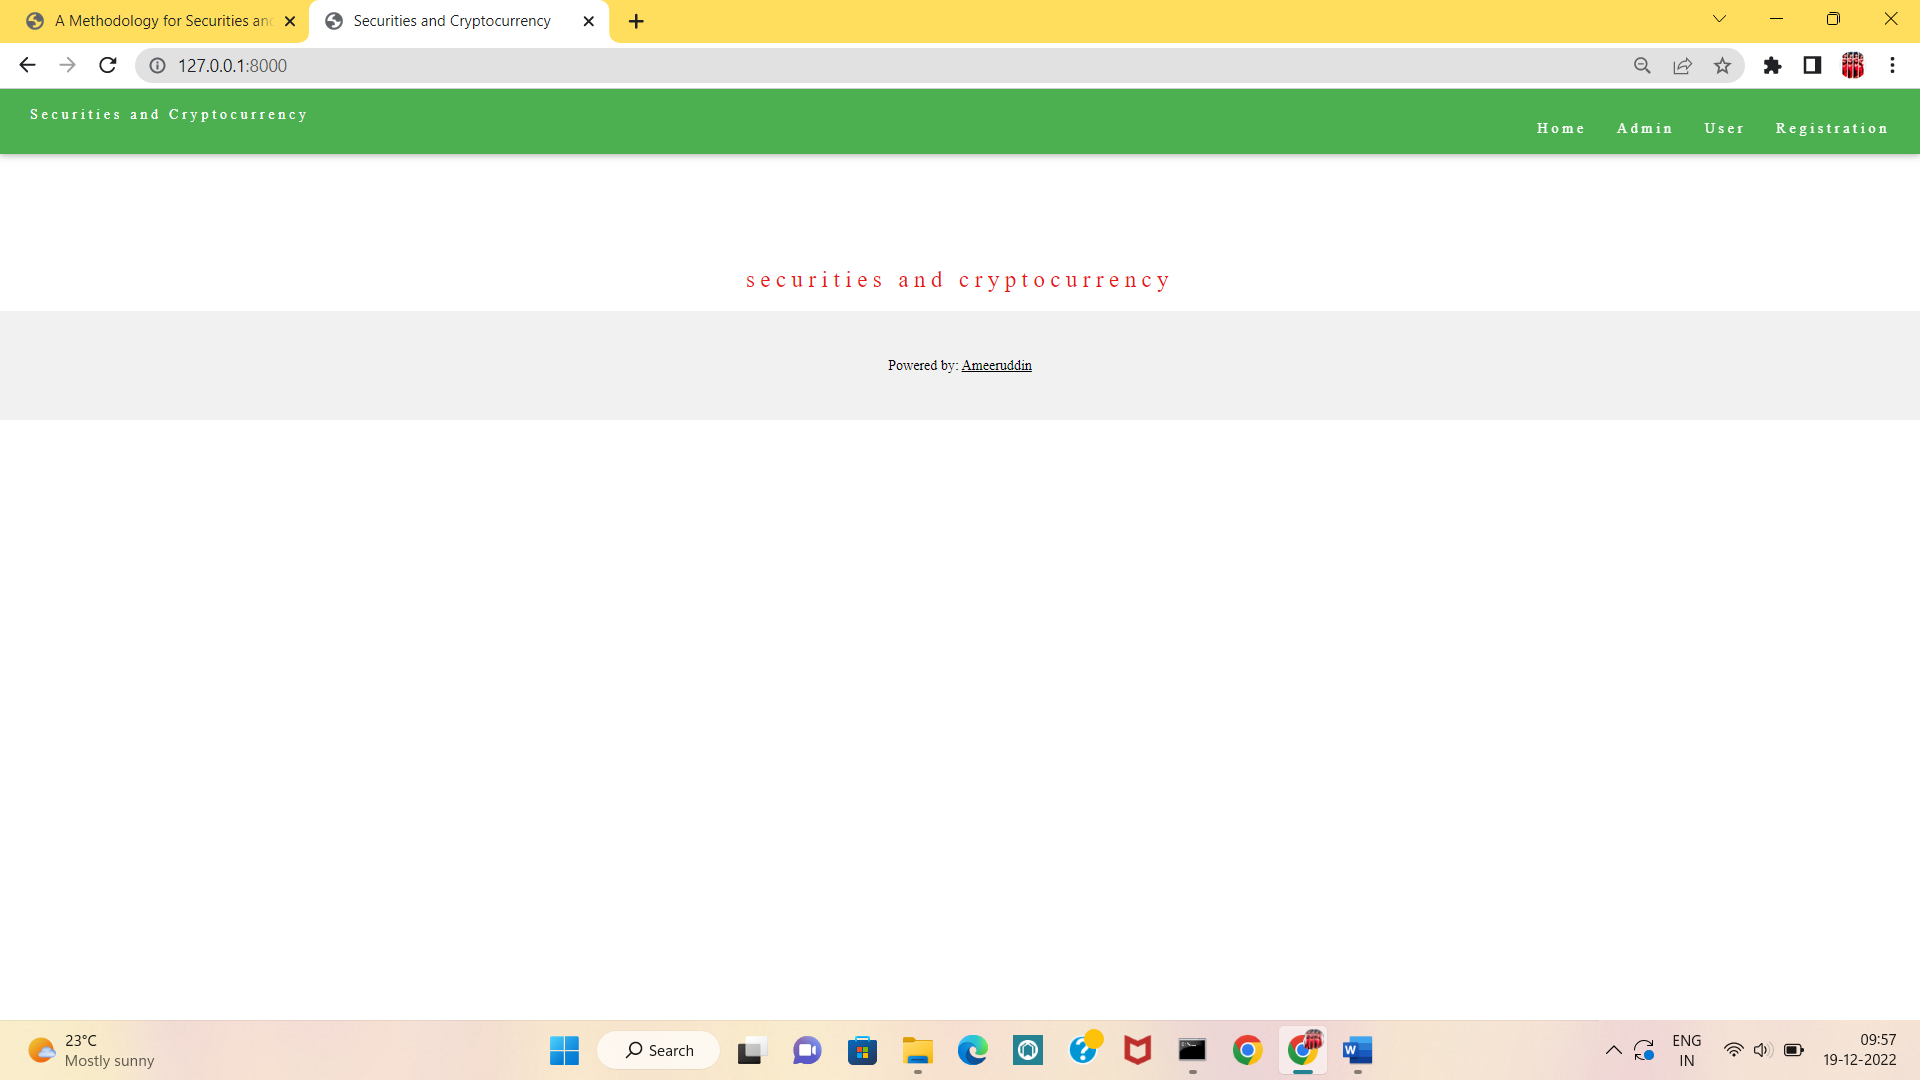 A Methodology for Securities an
Securities and Cryptocurrency
127.0.0.1:8000
Securities and Cryptocurrency
Home Admin User Registration
securities and cryptocurrency
Powered by: Ameeruddin
23°C
Mostly sunny
Search
ENG
IN
09:57
19-12-2022